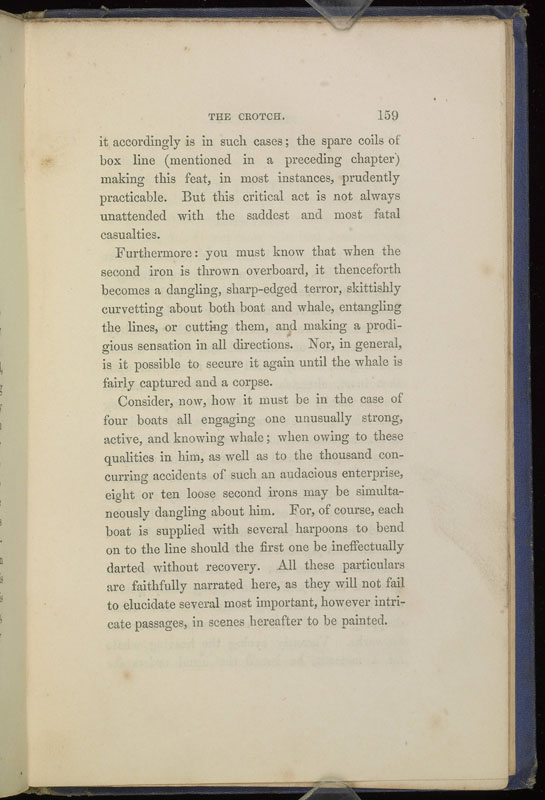 THE CROTCH. 159
it accordingly is in such cases; the spare coils of
box line (mentioned in a preceding chapter)
making this feat, in most instances, prudently
practicable. But this critical act is not always
unattended with the saddest and most fatal
casualties.
Furthermore: you must know that when the
second iron is thrown overboard, it thenceforth
becomes a dangling, sharp-edged terror, skittishly
curvetting about both boat and whale, entangling
the lines, or cutting them, and making a prodi-
gious sensation in all directions. Nor, in general,
is it possible to secure it again until the whale is
fairly captured and a corpse.
Consider, now, how it must be in the case of
four boats all engaging one unusually strong,
active, and knowing whale; when owing to these
qualities in him, as well as to the thousand con-
curring accidents of such an audacious enterprise,
eight or ten loose second irons may be simulta-
neously dangling about him. For, of course, each
boat is supplied with several harpoons to bend
on to the line should the first one be ineffectually
darted without recovery. All these particulars
are faithfully narrated here, as they will not fail
to elucidate several most important, however intri-
cate passages, in scenes hereafter to be painted.